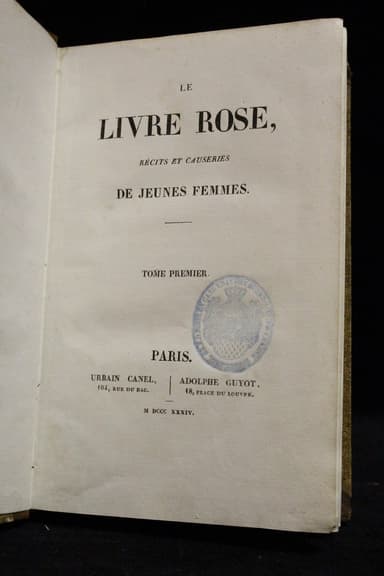 LE
LIVRE ROSE,
RÉCITS ET CAUSERIES
DE JEUNES FEMMES.
TOME PREMIER.
PARIS.
URBAIN CANEL,
104, RUE DU BAC.
ADOLPHE GUYOT,
18, PLACE DU LOUVRE.
M DCCC XXXIV.